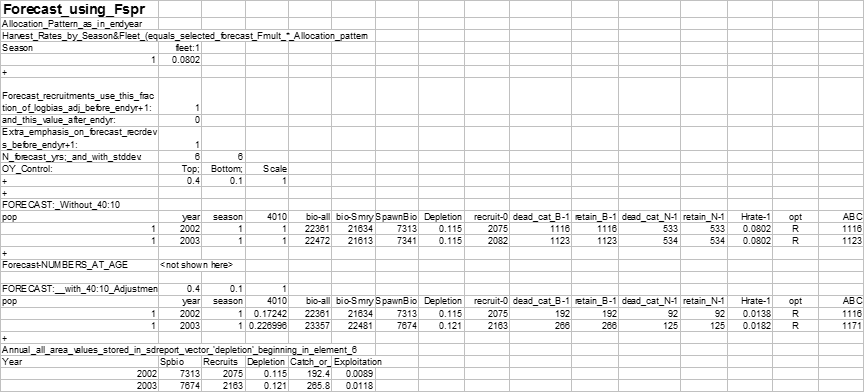 Forecast_using_Fspr
Allocation_Pattern_as_in_endyear
Harvest_Rates_by_Season&Fleet_(equals_selected_forecast_Fmult_*_Allocation_pattern
Season fleet:1
1 0.0802
+
Forecast_recruitments_use_this_frac
tion_of_logbias_adj_before_endyr+1: 1
and_this_value_after_endyr: 0
Extra_emphasis_on_forecast_recrdev
s_before_endyr+1: 1
N_forecast_yrs;_and_with_stddev 6 6
OY_Control: Top; Bottom; Scale
+ 0.4 0.1 1
+
FORECAST:_Without_40:10
pop year season 4010 bio-all bio-Smry SpawnBio Depletion recruit-0 dead_cat_B-1 retain_B-1 dead_cat_N-1 retain_N-1 Hrate-1 opt ABC
1 2002 1 1 22361 21634 7313 0.115 2075 1116 1116 533 533 0.0802 R 1116
1 2003 1 1 22472 21613 7341 0.115 2082 1123 1123 534 534 0.0802 R 1123
+
Forecast-NUMBERS_AT_AGE <not shown here>
FORECAST:__with_40:10_Adjustmen 0.4 0.1 1
pop year season 4010 bio-all bio-Smry SpawnBio Depletion recruit-0 dead_cat_B-1 retain_B-1 dead_cat_N-1 retain_N-1 Hrate-1 opt ABC
1 2002 1 0.17242 22361 21634 7313 0.115 2075 192 192 92 92 0.0138 R 1116
1 2003 1 0.226996 23357 22481 7674 0.121 2163 266 266 125 125 0.0182 R 1171
+
Annual_all_area_values_stored_in_sdreport_vector_'depletion'_beginning_in_element_6
Year Spbio Recruits Depletion Catch_or_ Exploitation
2002 7313 2075 0.115 192.4 0.0089
2003 7674 2163 0.121 265.8 0.0118